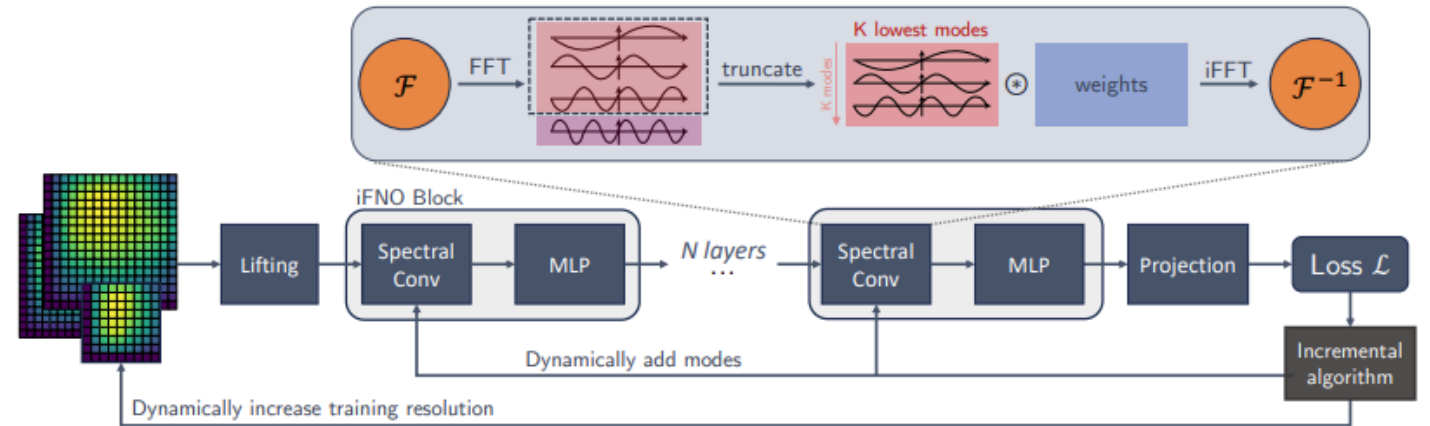 K lowest modes
ℱ
FFT
truncate
K modes
⊛
weights
iFFT
ℱ⁻¹
iFNO Block
Lifting
Spectral
Conv
MLP
N layers
...
Spectral
Conv
MLP
Projection
Loss ℒ
Dynamically add modes
Incremental
algorithm
Dynamically increase training resolution